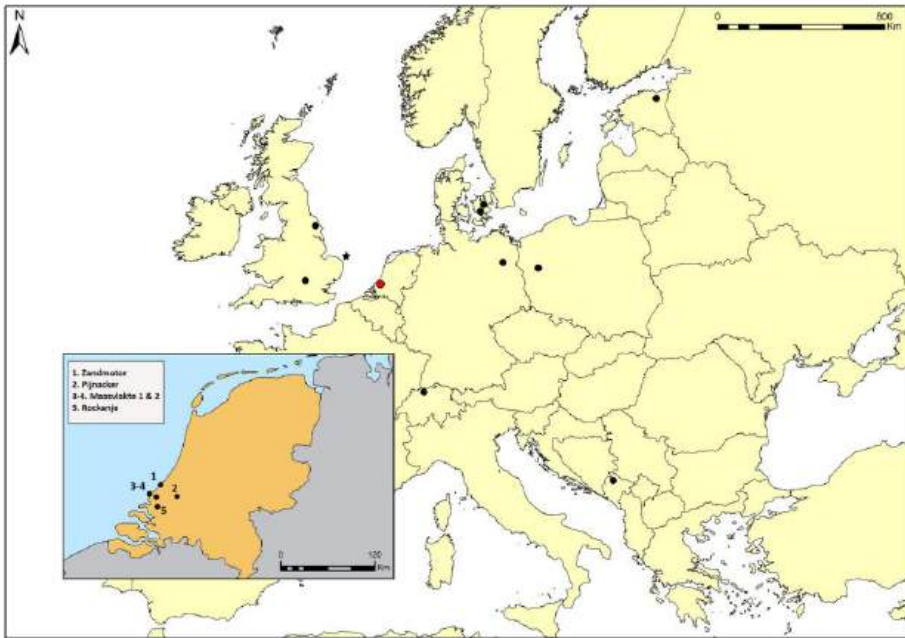 N
0 800
Km
1. Zandmotor
2. Pijnacker
3-4. Maasvlakte 1 & 2
5. Rockanje
1
3-4
2
5
0 120
Km